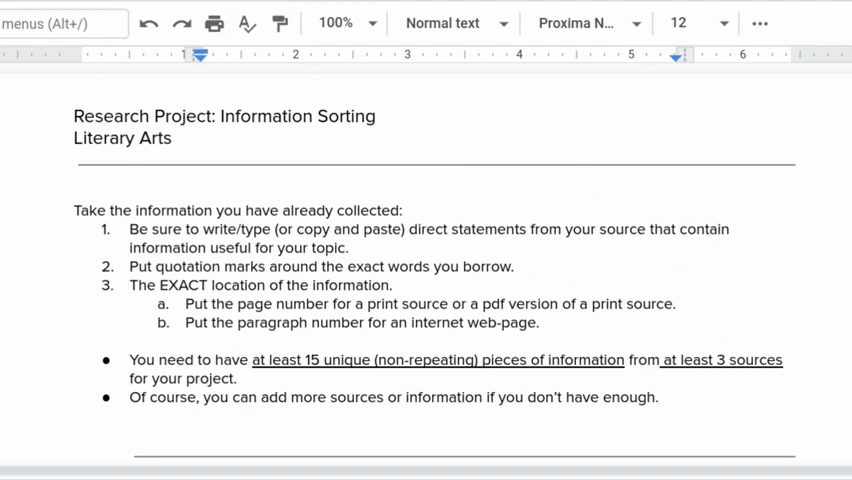 menus (Alt+/) 100% Normal text Proxima N... 12
1 2 3 4 5 6
Research Project: Information Sorting
Literary Arts
Take the information you have already collected:
1. Be sure to write/type (or copy and paste) direct statements from your source that contain
information useful for your topic.
2. Put quotation marks around the exact words you borrow.
3. The EXACT location of the information.
a. Put the page number for a print source or a pdf version of a print source.
b. Put the paragraph number for an internet web-page.
● You need to have at least 15 unique (non-repeating) pieces of information from at least 3 sources
for your project.
● Of course, you can add more sources or information if you don't have enough.